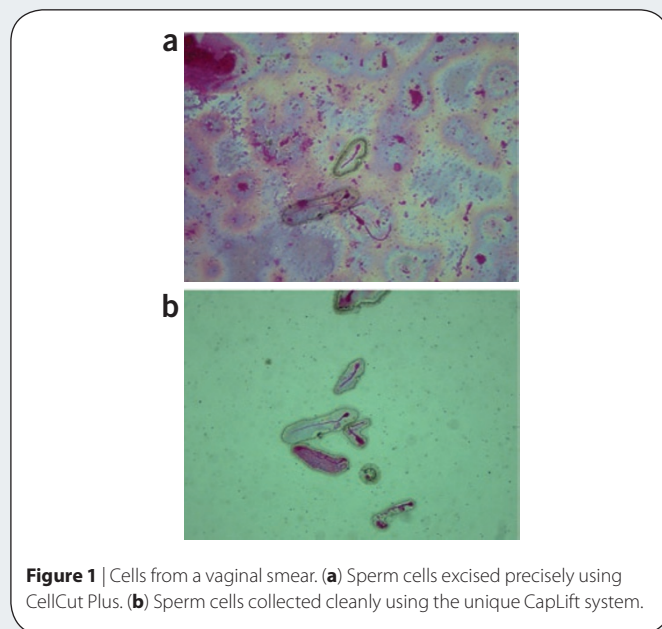 a
b
Figure 1 | Cells from a vaginal smear. (a) Sperm cells excised precisely using
CellCut Plus. (b) Sperm cells collected cleanly using the unique CapLift system.